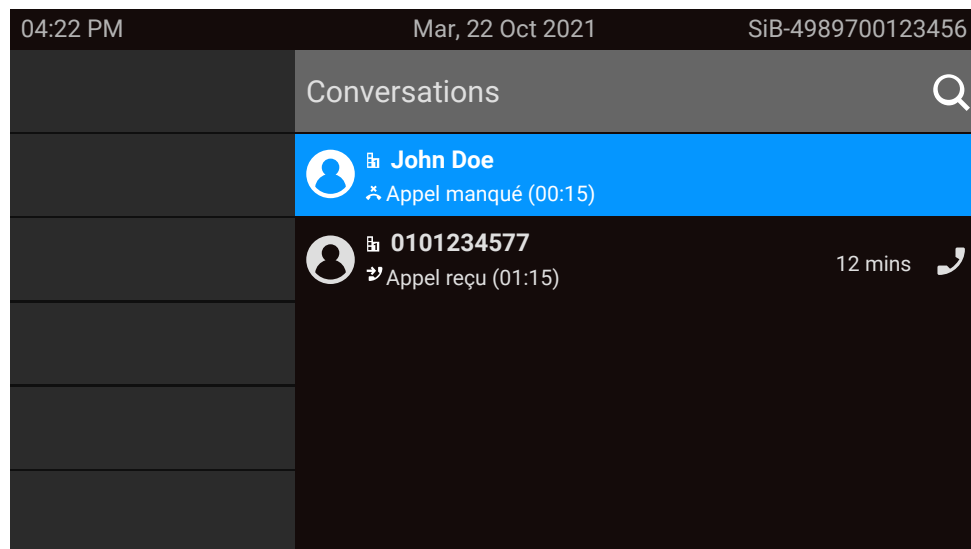 04:22 PM Mar, 22 Oct 2021 SiB-4989700123456
Conversations
John Doe
Appel manqué (00:15)
0101234577
Appel reçu (01:15)
12 mins